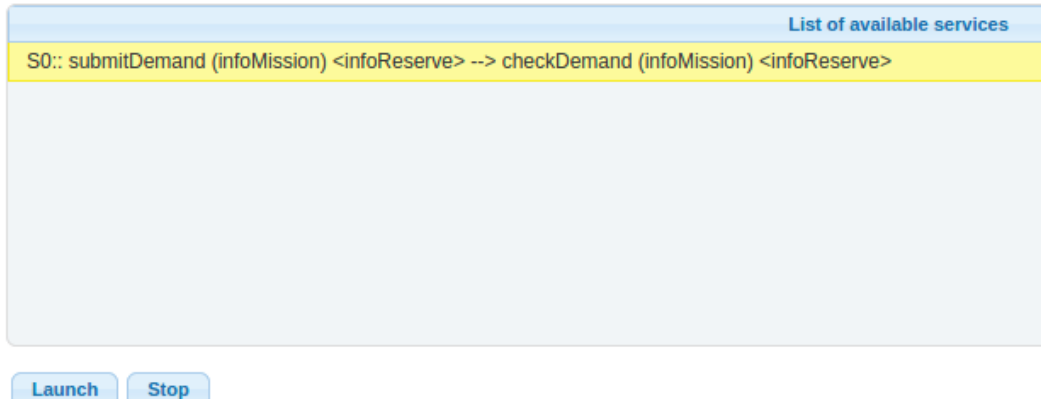 List of available services
S0:: submitDemand (infoMission) <infoReserve> --> checkDemand (infoMission) <infoReserve>
Launch Stop